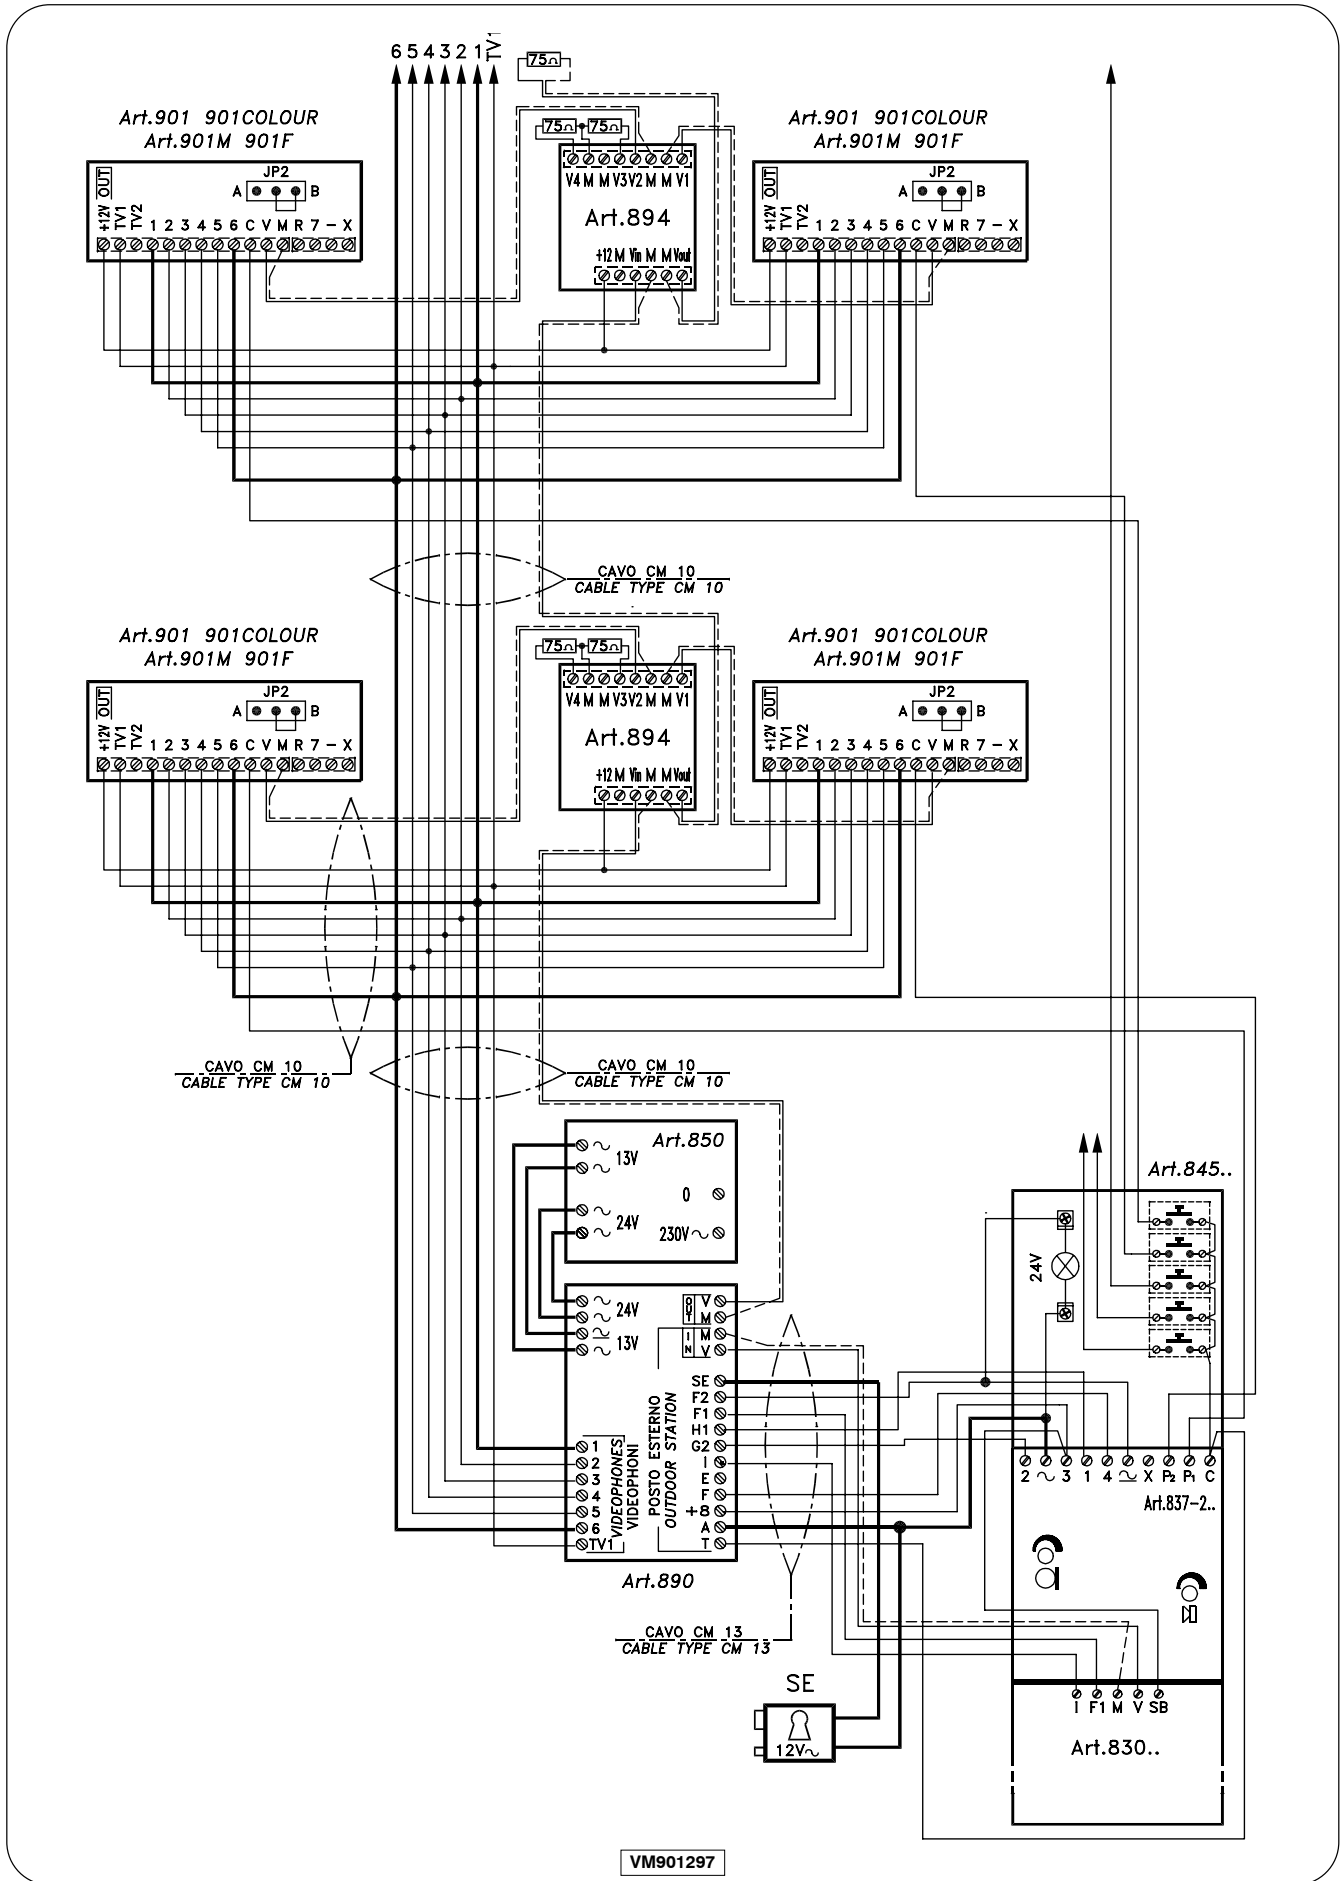 6 5 4 3 2 1 TV1
75Ω
Art.901 901COLOUR
Art.901M 901F
OUT
JP2
A B
+12V TV1 TV2 1 2 3 4 5 6 C V M R 7 - X
75Ω 75Ω
V4 M M V3 V2 M M V1
Art.894
+12 M Vin M M Vout
Art.901 901COLOUR
Art.901M 901F
OUT
JP2
A B
+12V TV1 TV2 1 2 3 4 5 6 C V M R 7 - X
CAVO CM 10
CABLE TYPE CM 10
Art.901 901COLOUR
Art.901M 901F
OUT
JP2
A B
+12V TV1 TV2 1 2 3 4 5 6 C V M R 7 - X
75Ω 75Ω
V4 M M V3 V2 M M V1
Art.894
+12 M Vin M M Vout
Art.901 901COLOUR
Art.901M 901F
OUT
JP2
A B
+12V TV1 TV2 1 2 3 4 5 6 C V M R 7 - X
CAVO CM 10
CABLE TYPE CM 10
CAVO CM 10
CABLE TYPE CM 10
Art.850
13V
0
24V
230V~
24V
13V
OUT
V
M
IN
M
V
SE
F2
F1
H1
G2
I
E
F
+8
A
T
POSTO ESTERNO
OUTDOOR STATION
1
2
3
4
5
6
TV1
VIDEOPHONES
VIDEOPHONI
Art.890
CAVO CM 13
CABLE TYPE CM 13
SE
12V~
Art.845..
24V
2 ~ 3 1 4 ~ X P2 P1 C
Art.837-2..
I F1 M V SB
Art.830..
VM901297